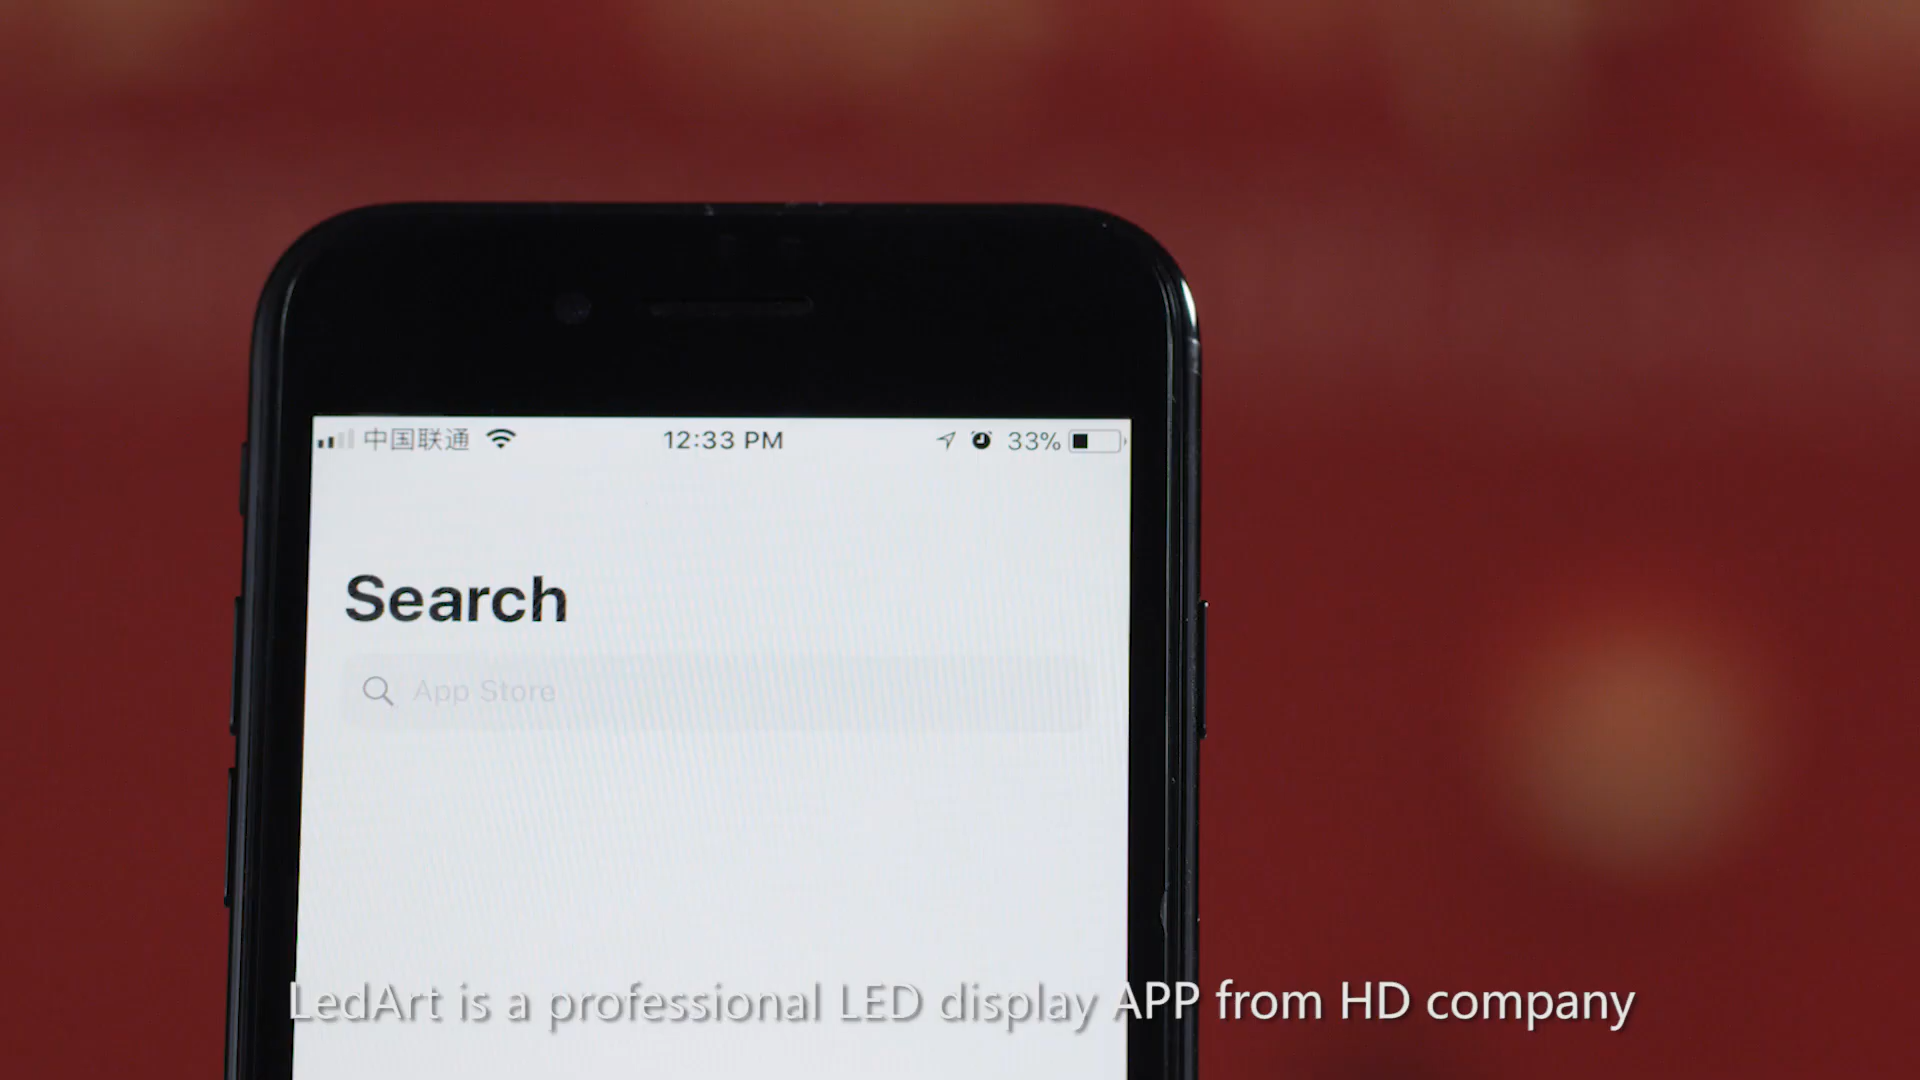 中国联通 12:33 PM 33%
Search
App Store
LedArt is a professional LED display APP from HD company